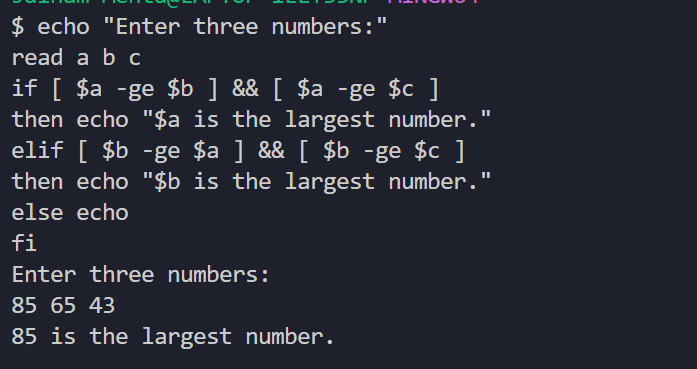 $ echo "Enter three numbers:"
read a b c
if [ $a -ge $b ] && [ $a -ge $c ]
then echo "$a is the largest number."
elif [ $b -ge $a ] && [ $b -ge $c ]
then echo "$b is the largest number."
else echo
fi
Enter three numbers:
85 65 43
85 is the largest number.